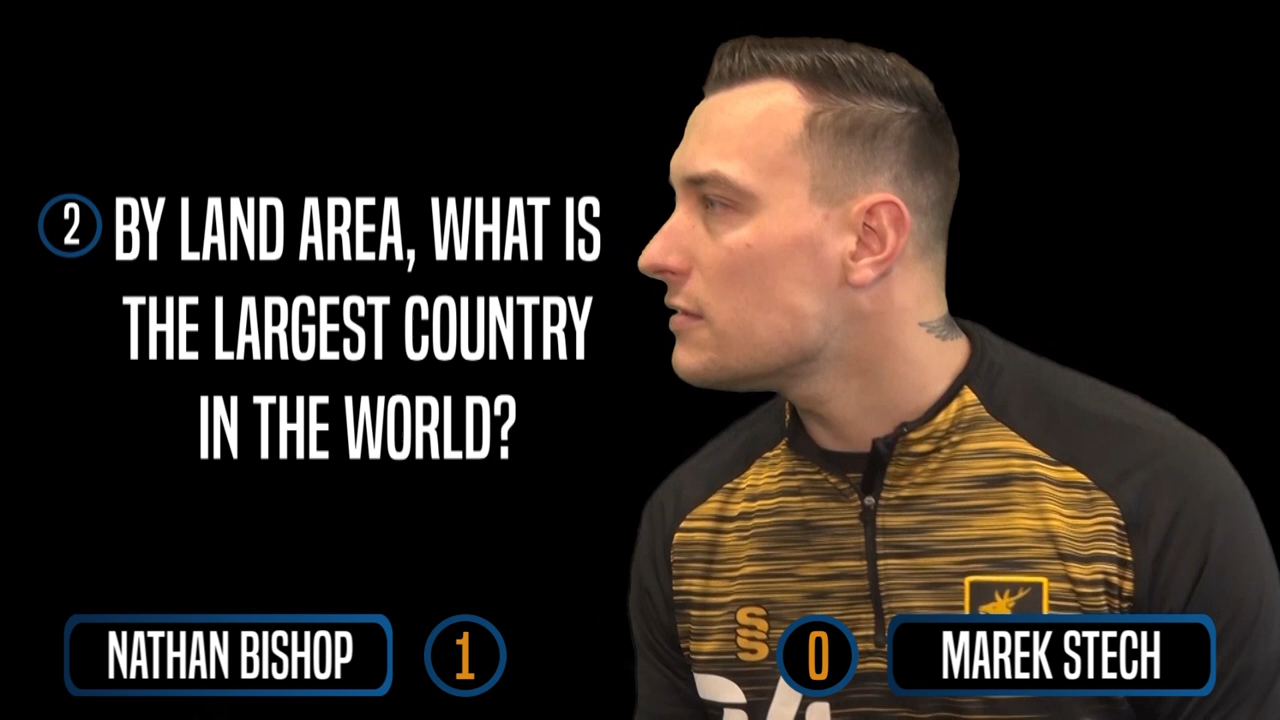 2 BY LAND AREA, WHAT IS
THE LARGEST COUNTRY
IN THE WORLD?
NATHAN BISHOP 1 0 MAREK STECH